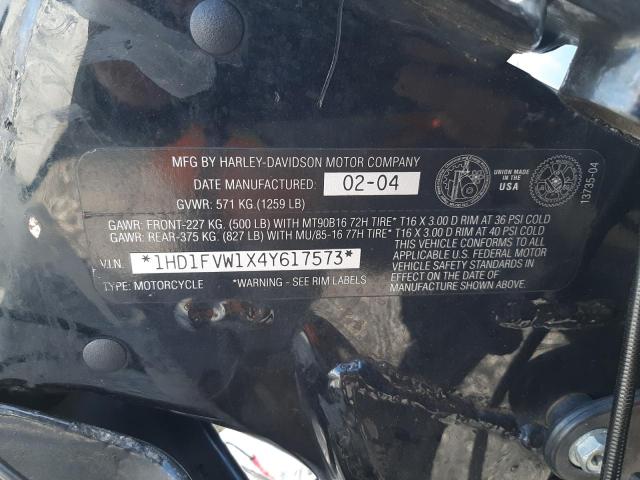 MFG BY HARLEY-DAVIDSON MOTOR COMPANY
DATE MANUFACTURED: 02-04
GVWR: 571 KG. (1259 LB)
UNION MADE IN THE USA
13735-04
GAWR: FRONT-227 KG. (500 LB) WITH MT90B16 72H TIRE* T16 X 3.00 D RIM AT 36 PSI COLD
GAWR: REAR-375 KG. (827 LB) WITH MU/85-16 77H TIRE* T16 X 3.00 D RIM AT 40 PSI COLD
V.I.N. *1HD1FVW1X4Y617573*
THIS VEHICLE CONFORMS TO ALL
APPLICABLE U.S. FEDERAL MOTOR
VEHICLE SAFETY STANDARDS IN
EFFECT ON THE DATE OF
MANUFACTURE SHOWN ABOVE.
TYPE: MOTORCYCLE *WARNING - SEE RIM LABELS